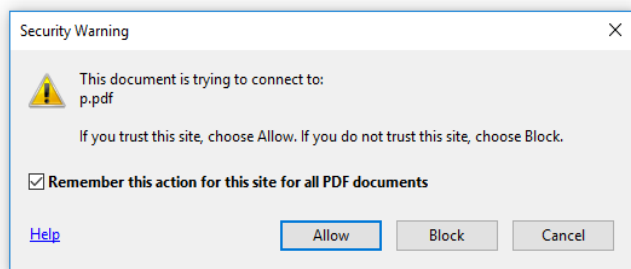 Security Warning
This document is trying to connect to:
p.pdf
If you trust this site, choose Allow. If you do not trust this site, choose Block.
Remember this action for this site for all PDF documents
Help
Allow
Block
Cancel